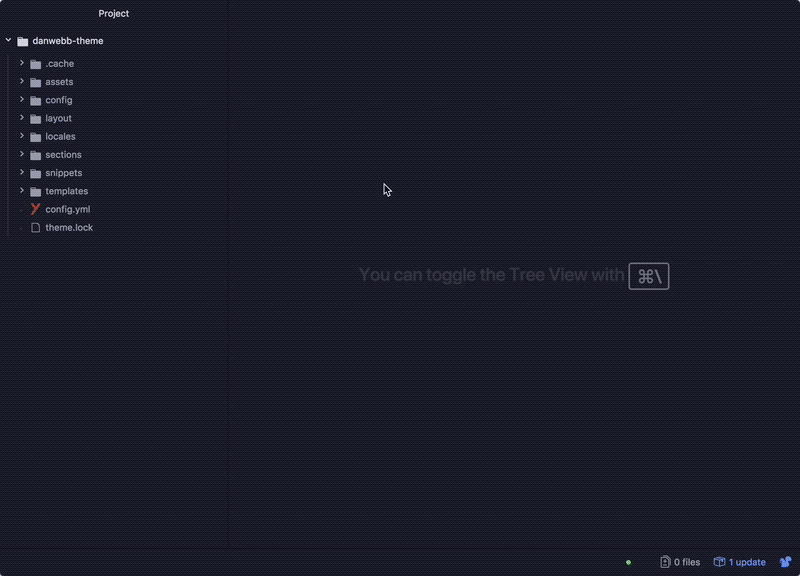 Project
danwebb-theme
.cache
assets
config
layout
locales
sections
snippets
templates
config.yml
theme.lock
You can toggle the Tree View with ⌘\
0 files
1 update